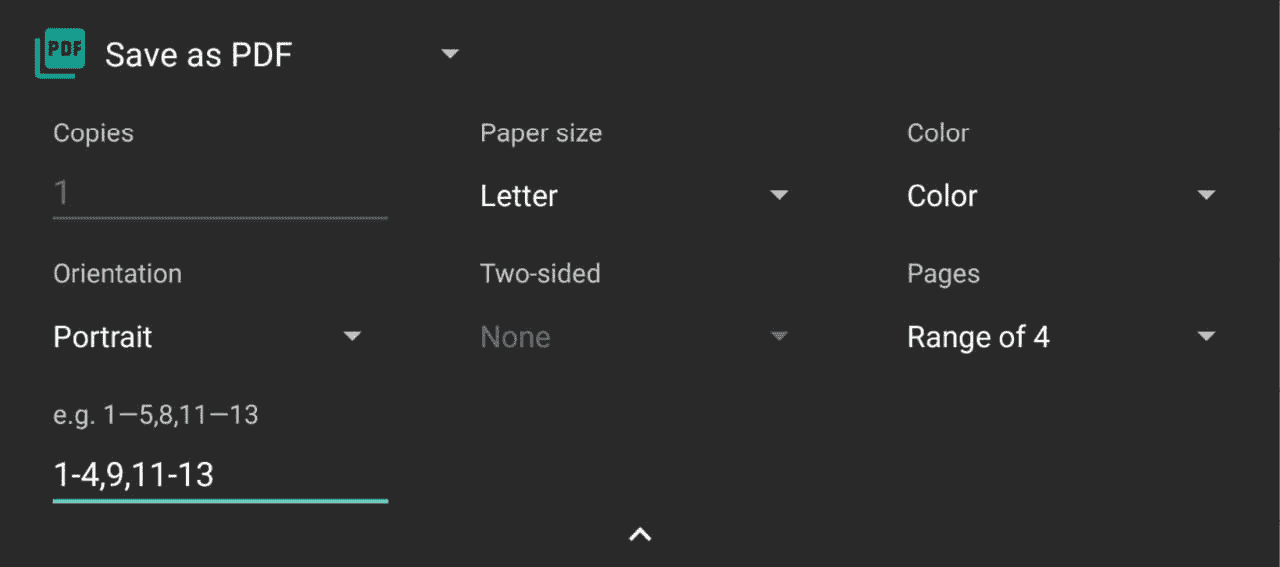 PDF
Save as PDF
Copies
Paper size
Color
1
Letter
Color
Orientation
Two-sided
Pages
Portrait
None
Range of 4
e.g. 1—5,8,11—13
1-4,9,11-13